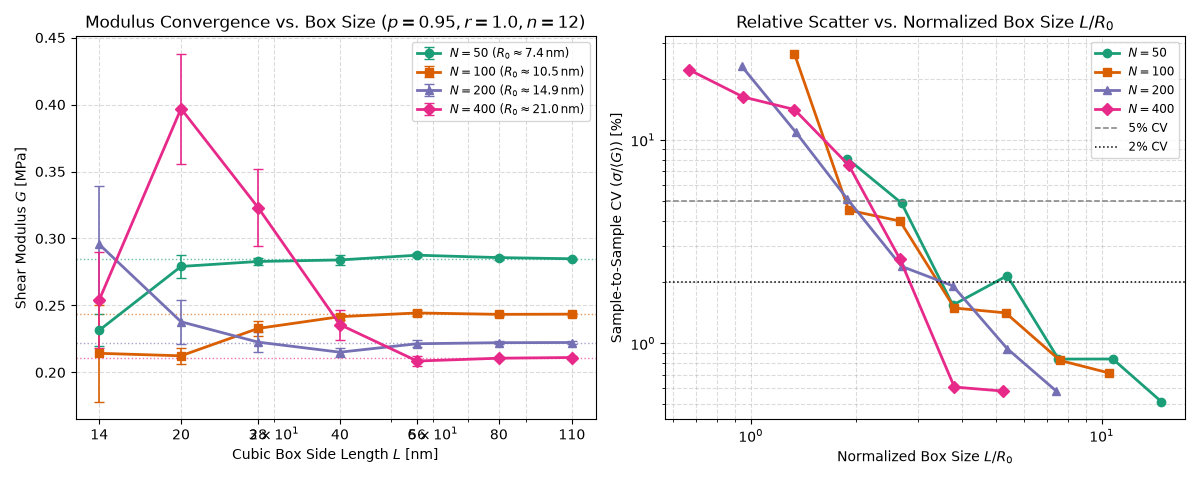 Modulus Convergence vs. Box Size (p = 0.95, r = 1.0, n = 12)
Shear Modulus G [MPa]
0.45
0.40
0.35
0.30
0.25
0.20
N = 50 (R₀ ≈ 7.4 nm)
N = 100 (R₀ ≈ 10.5 nm)
N = 200 (R₀ ≈ 14.9 nm)
N = 400 (R₀ ≈ 21.0 nm)
14 20 28 40 56 80 110
Cubic Box Side Length L [nm]
Relative Scatter vs. Normalized Box Size L/R₀
Sample-to-Sample CV (σ/⟨G⟩) [%]
10¹
10⁰
N = 50
N = 100
N = 200
N = 400
5% CV
2% CV
10⁰ 10¹
Normalized Box Size L/R₀